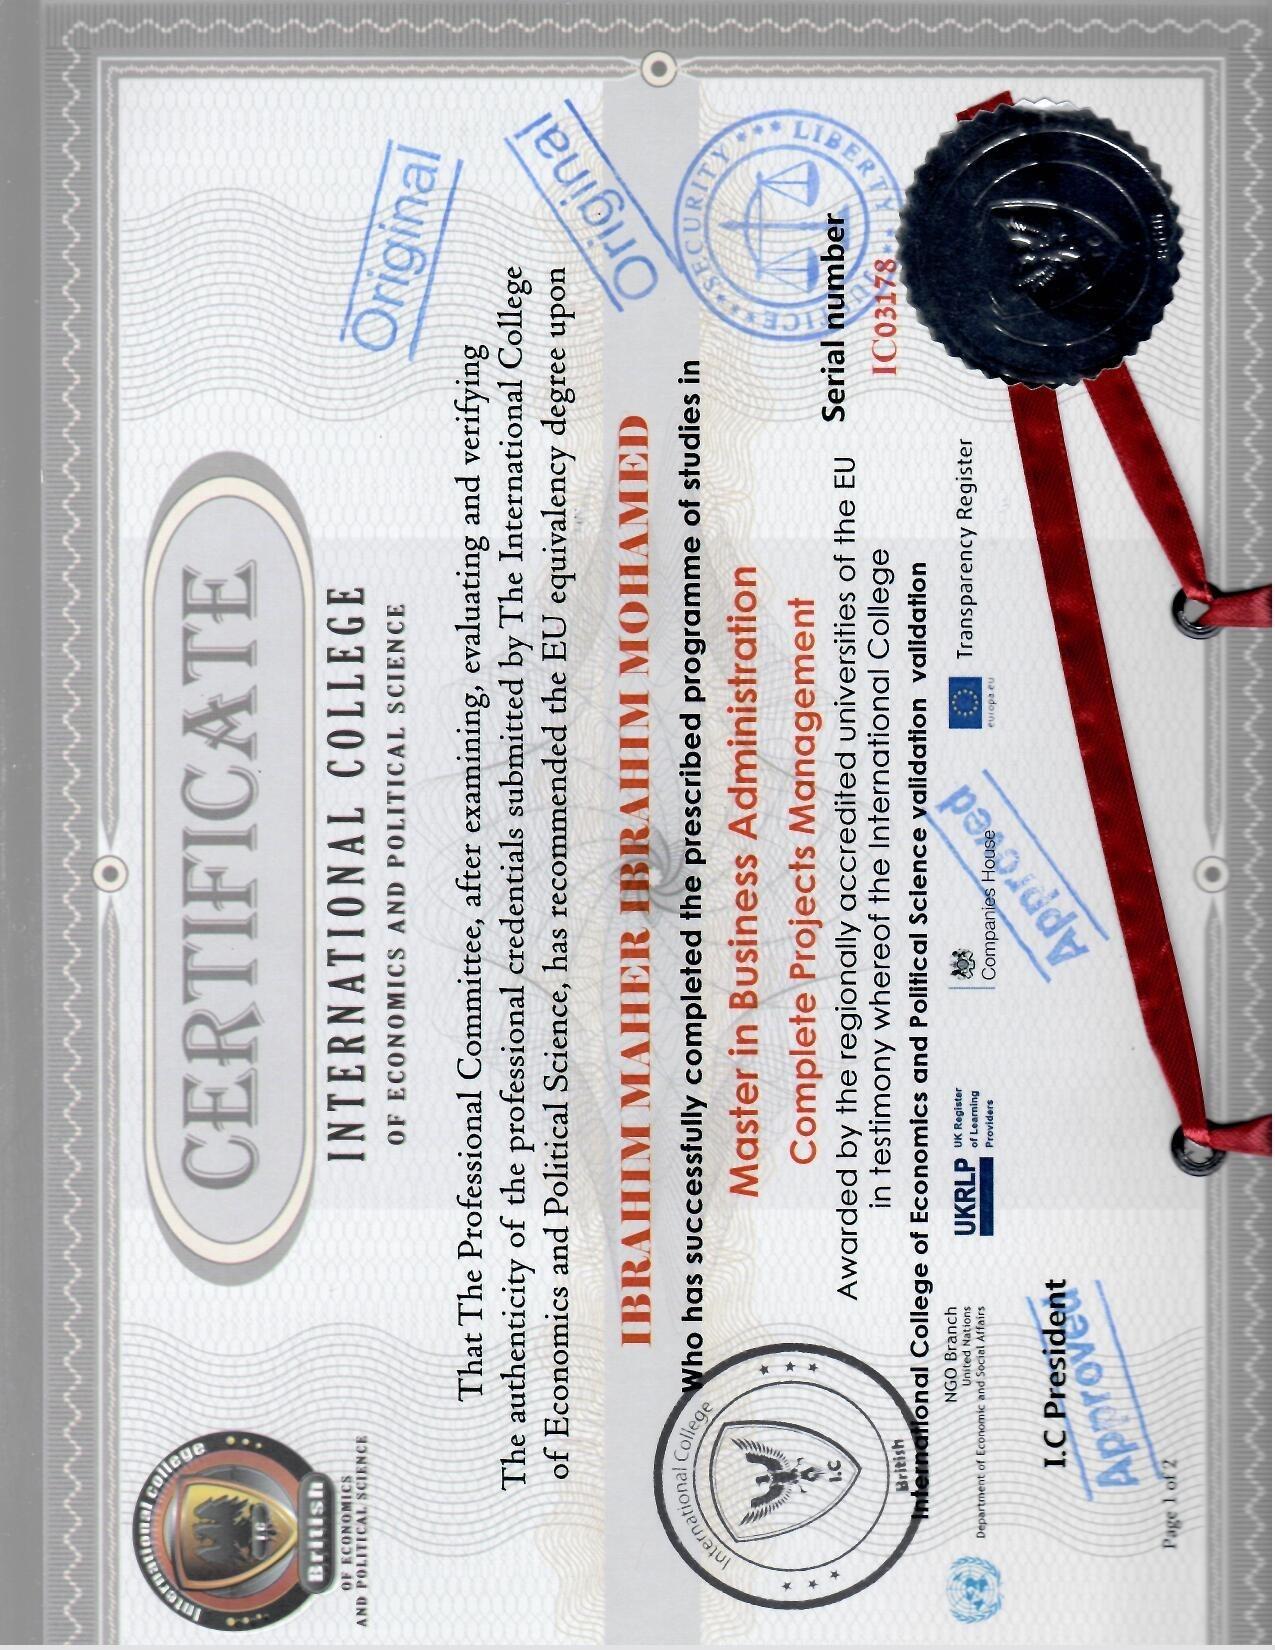 International college
I.C
British
OF ECONOMICS
AND POLITICAL SCIENCE
CERTIFICATE
INTERNATIONAL COLLEGE
OF ECONOMICS AND POLITICAL SCIENCE
Original
That The Professional Committee, after examining, evaluating and verifying
The authenticity of the professional credentials submitted by The International College
of Economics and Political Science, has recommended the EU equivalency degree upon
Original
IBRAHIM MAHER IBRAHIM MOHAMED
Who has successfully completed the prescribed programme of studies in
Master in Business Administration
Complete Projects Management
Awarded by the regionally accredited universities of the EU
in testimony whereof the International College
International College of Economics and Political Science validation validation
International College
I.C
British
SECURITY
LIBERTY
Serial number
IC03178
NGO Branch
United Nations
Department of Economic and Social Affairs
UKRLP
UK Register
of Learning
Providers
Companies House
europa.eu
Transparency Register
Approved
I.C President
Approved
Page 1 of 2